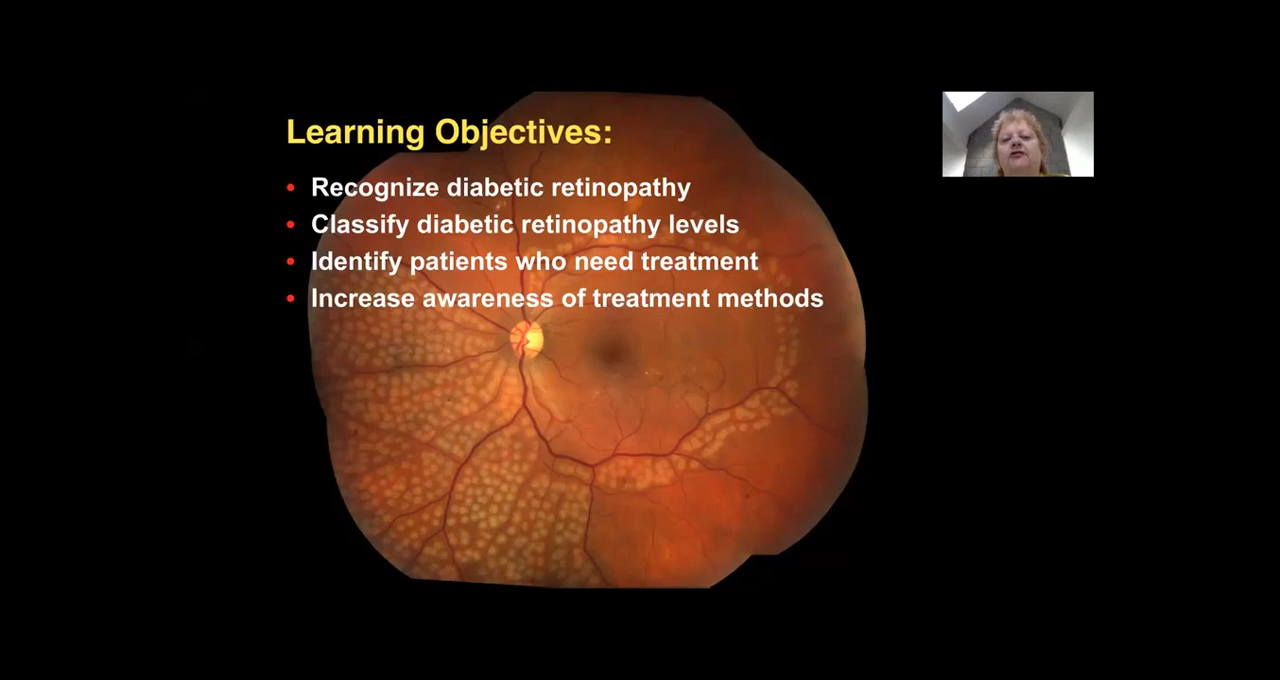 Learning Objectives:
• Recognize diabetic retinopathy
• Classify diabetic retinopathy levels
• Identify patients who need treatment
• Increase awareness of treatment methods